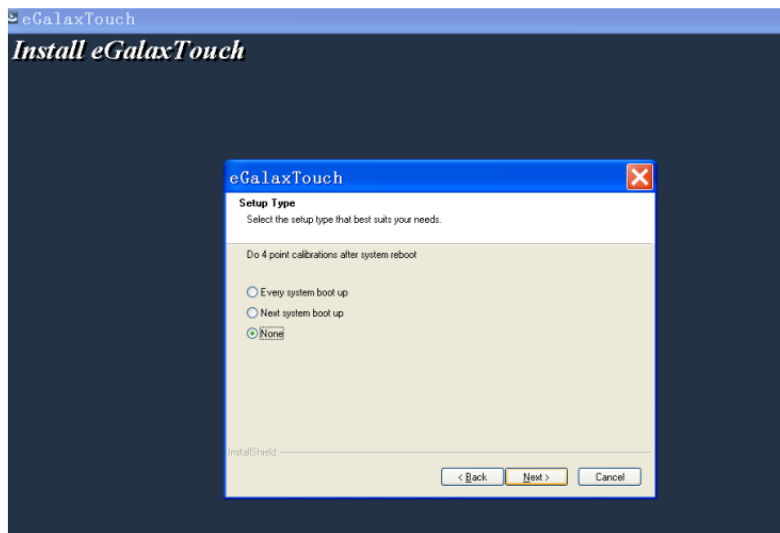 eGalaxTouch
Install eGalaxTouch
eGalaxTouch
Setup Type
Select the setup type that best suits your needs.
Do 4 point calibrations after system reboot
Every system boot up
Next system boot up
None
InstallShield
< Back Next > Cancel